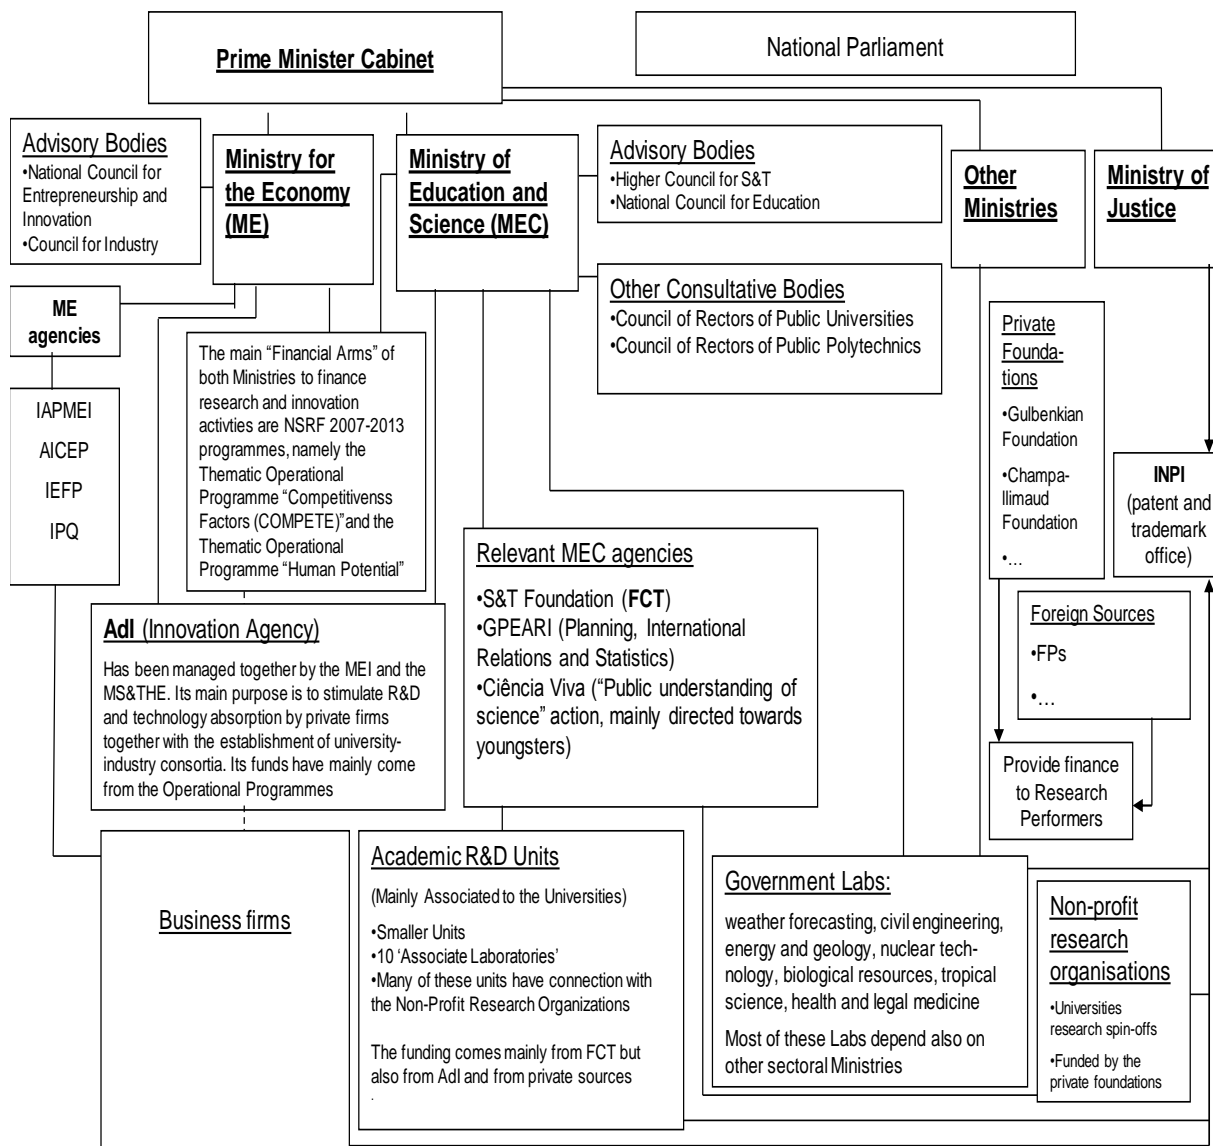 Prime Minister Cabinet
National Parliament
Advisory Bodies
•National Council for
Entrepreneurship and
Innovation
•Council for Industry
Ministry for
the Economy
(ME)
Ministry of
Education and
Science (MEC)
Advisory Bodies
•Higher Council for S&T
•National Council for Education
Other
Ministries
Ministry of
Justice
Other Consultative Bodies
•Council of Rectors of Public Universities
•Council of Rectors of Public Polytechnics
ME
agencies
IAPMEI
AICEP
IEFP
IPQ
The main “Financial Arms” of
both Ministries to finance
research and innovation
activties are NSRF 2007-2013
programmes, namely the
Thematic Operational
Programme “Competitivenss
Factors (COMPETE)” and the
Thematic Operational
Programme “Human Potential”
Private
Founda-
tions
•Gulbenkian
Foundation
•Champa-
llimaud
Foundation
•…
INPI
(patent and
trademark
office)
Relevant MEC agencies
•S&T Foundation (FCT)
•GPEARI (Planning, International
Relations and Statistics)
•Ciência Viva (“Public understanding of
science” action, mainly directed towards
youngsters)
Foreign Sources
•FPs
•…
AdI (Innovation Agency)
Has been managed together by the MEI and the
MS&THE. Its main purpose is to stimulate R&D
and technology absorption by private firms
together with the establishment of university-
industry consortia. Its funds have mainly come
from the Operational Programmes
Provide finance
to Research
Performers
Business firms
Academic R&D Units
(Mainly Associated to the Universities)
•Smaller Units
•10 ‘Associate Laboratories’
•Many of these units have connection with
the Non-Profit Research Organizations
The funding comes mainly from FCT but
also from AdI and from private sources
.
Government Labs:
weather forecasting, civil engineering,
energy and geology, nuclear tech-
nology, biological resources, tropical
science, health and legal medicine
Most of these Labs depend also on
other sectoral Ministries
Non-profit
research
organisations
•Universities
research spin-offs
•Funded by the
private foundations